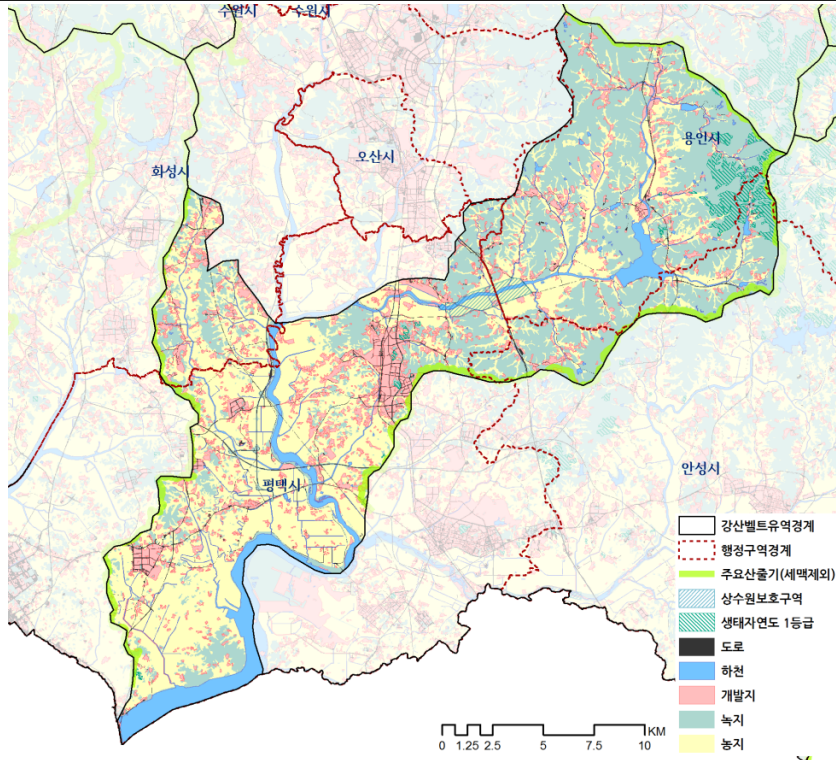 수원시 수원시
용인시
오산시
화성시
안성시
평택시
강산벨트유역경계
행정구역경계
주요산줄기(세맥제외)
상수원보호구역
생태자연도 1등급
도로
하천
개발지
녹지
농지
KM
0 1.25 2.5 5 7.5 10